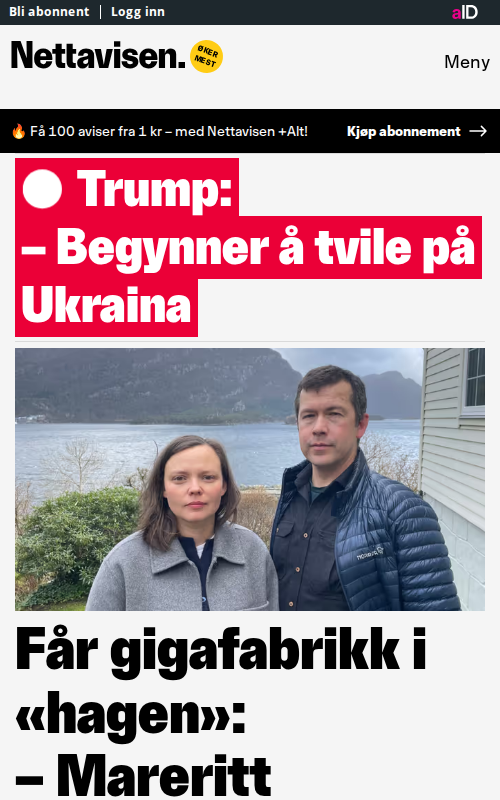 Bli abonnent | Logg inn
aID
Nettavisen.
ØKER
MEST
Meny
🔥 Få 100 aviser fra 1 kr – med Nettavisen +Alt!
Kjøp abonnement →
Trump:
– Begynner å tvile på
Ukraina
Får gigafabrikk i
«hagen»:
– Mareritt